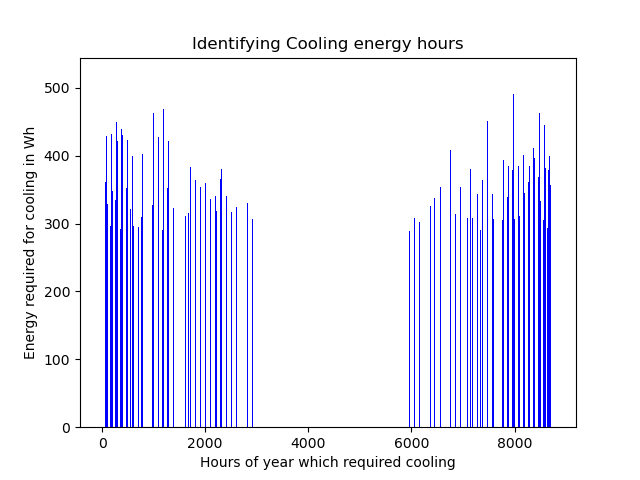 Identifying Cooling energy hours
Energy required for cooling in Wh
500
400
300
200
100
0
0 2000 4000 6000 8000
Hours of year which required cooling